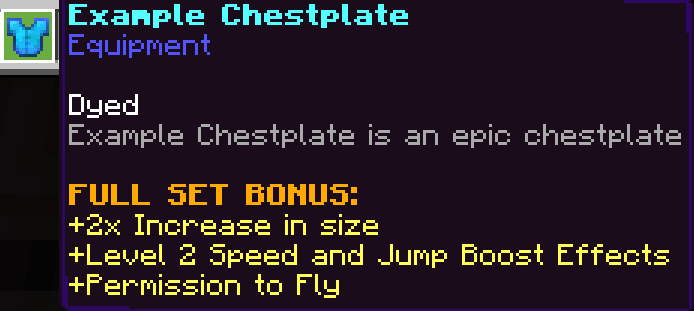 Example Chestplate
Equipment
Dyed
Example Chestplate is an epic chestplate
FULL SET BONUS:
+2x Increase in size
+Level 2 Speed and Jump Boost Effects
+Permission to Fly